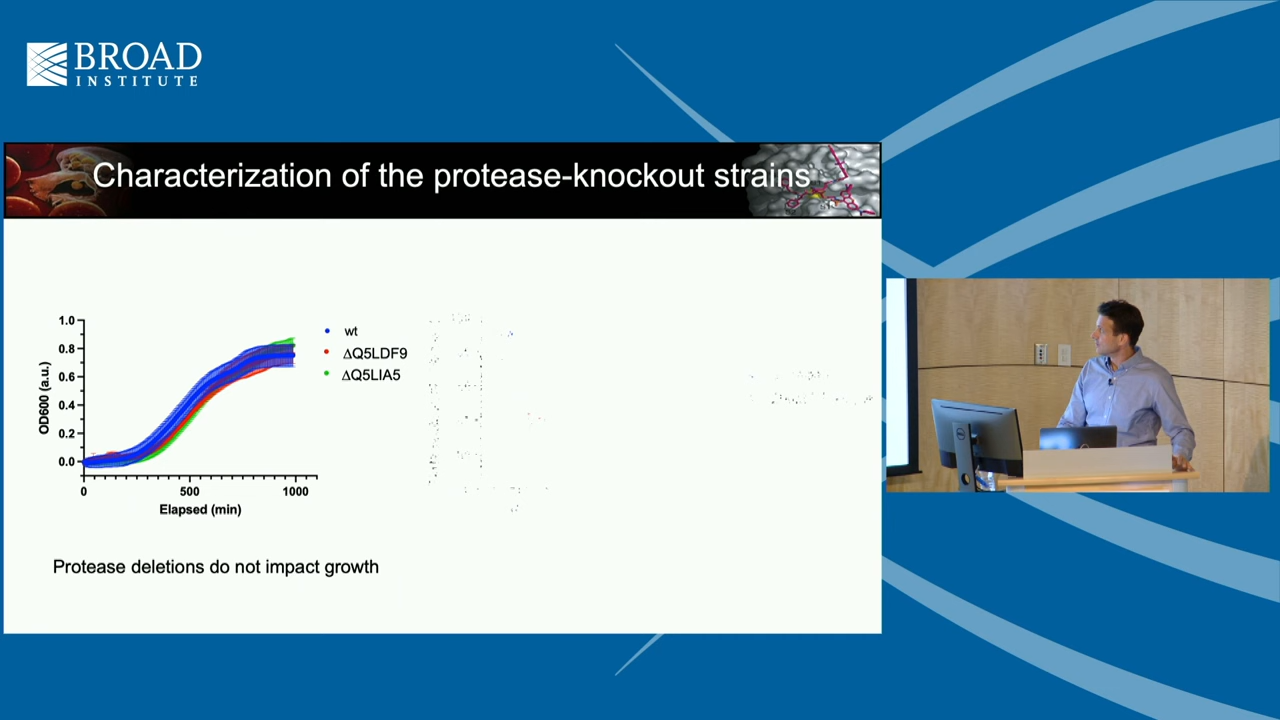 BROAD
INSTITUTE
Characterization of the protease-knockout strains
1.0
0.8
0.6
0.4
0.2
0.0
OD600 (a.u.)
0
500
1000
Elapsed (min)
wt
ΔQ5LDF9
ΔQ5LIA5
Protease deletions do not impact growth